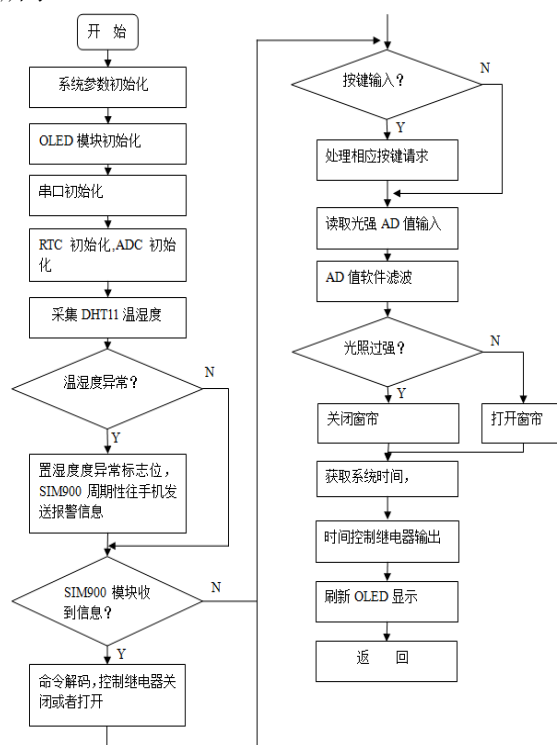 开 始
系统参数初始化
OLED 模块初始化
串口初始化
RTC 初始化,ADC 初始
化
采集 DHT11 温湿度
温湿度异常?
N
Y
置湿度度异常标志位,
SIM900 周期性往手机发
送报警信息
SIM900 模块收
到信息?
N
Y
命令解码,控制继电器关
闭或者打开
按键输入?
N
Y
处理相应按键请求
读取光强 AD 值输入
AD 值软件滤波
光照过强?
N
Y
关闭窗帘
打开窗帘
获取系统时间,
时间控制继电器输出
刷新 OLED 显示
返 回